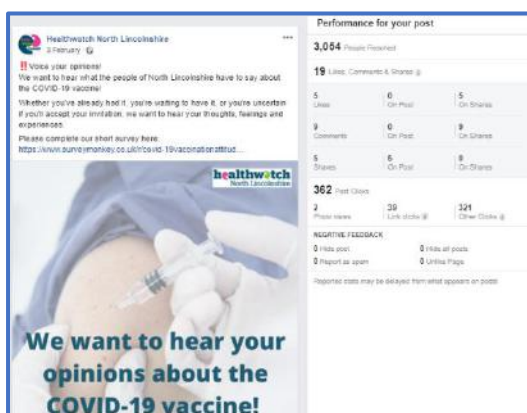 Healthwatch North Lincolnshire
3 February
‼️Voice your opinions!
We want to hear what the people of North Lincolnshire have to say about
the COVID-19 vaccine!
Whether you've already had it, you're waiting to have it, or you're uncertain
if you'll accept your invitation, we want to hear your thoughts, feelings and
experiences.
Please complete our short survey here:
https://www.surveymonkey.co.uk/r/covid-19vaccinationattitud...
healthwatch
North Lincolnshire
We want to hear your
opinions about the
COVID-19 vaccine!
Performance for your post
3,054 People Reached
19 Likes, Comments & Shares
5 0 5
Likes On Post On Shares
9 0 9
Comments On Post On Shares
5 5 0
Shares On Post On Shares
362 Post Clicks
2 39 321
Photo views Link clicks Other Clicks
NEGATIVE FEEDBACK
0 Hide post 0 Hide all posts
0 Report as spam 0 Unlike Page
Reported stats may be delayed from what appears on posts